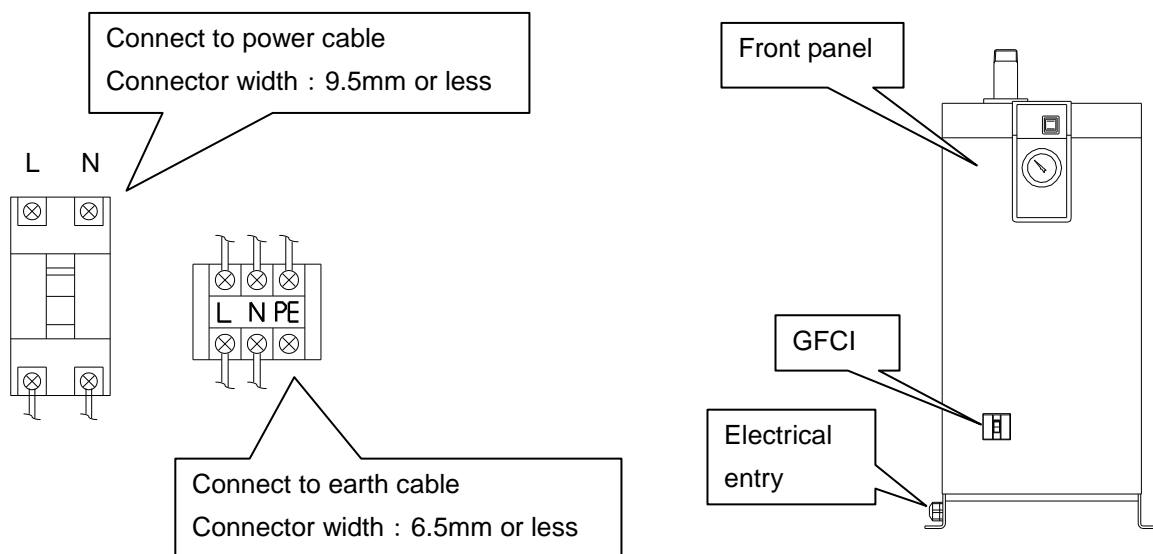 Connect to power cable
Connector width : 9.5mm or less
L N
L N PE
Connect to earth cable
Connector width : 6.5mm or less
Front panel
GFCI
Electrical
entry